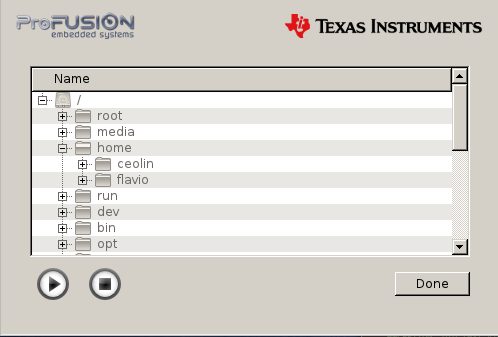 ProFUSION
embedded systems
TEXAS INSTRUMENTS
Name
/
root
media
home
ceolin
flavio
run
dev
bin
opt
Done